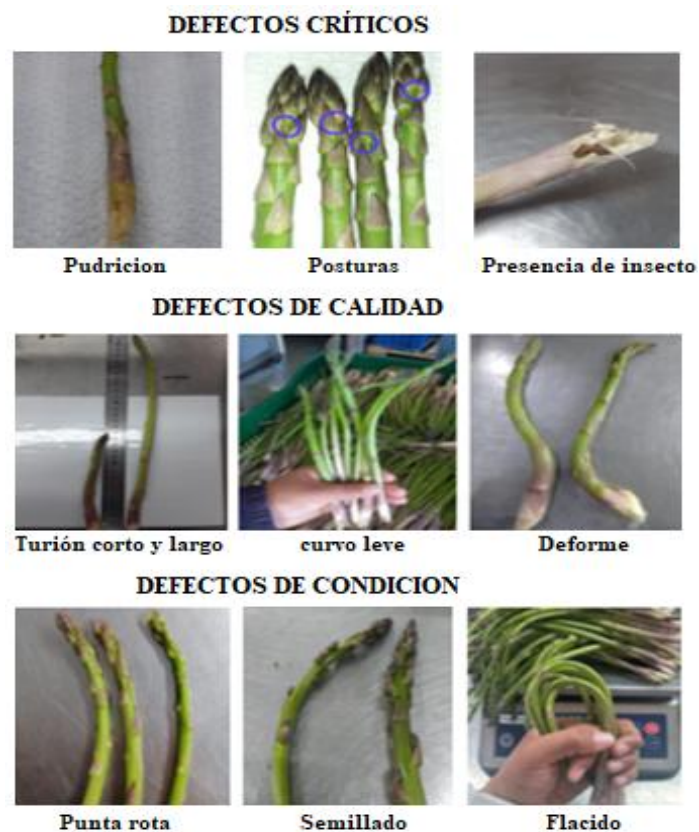 DEFECTOS CRÍTICOS
Pudricion Posturas Presencia de insecto
DEFECTOS DE CALIDAD
Turión corto y largo curvo leve Deforme
DEFECTOS DE CONDICION
Punta rota Semillado Flacido